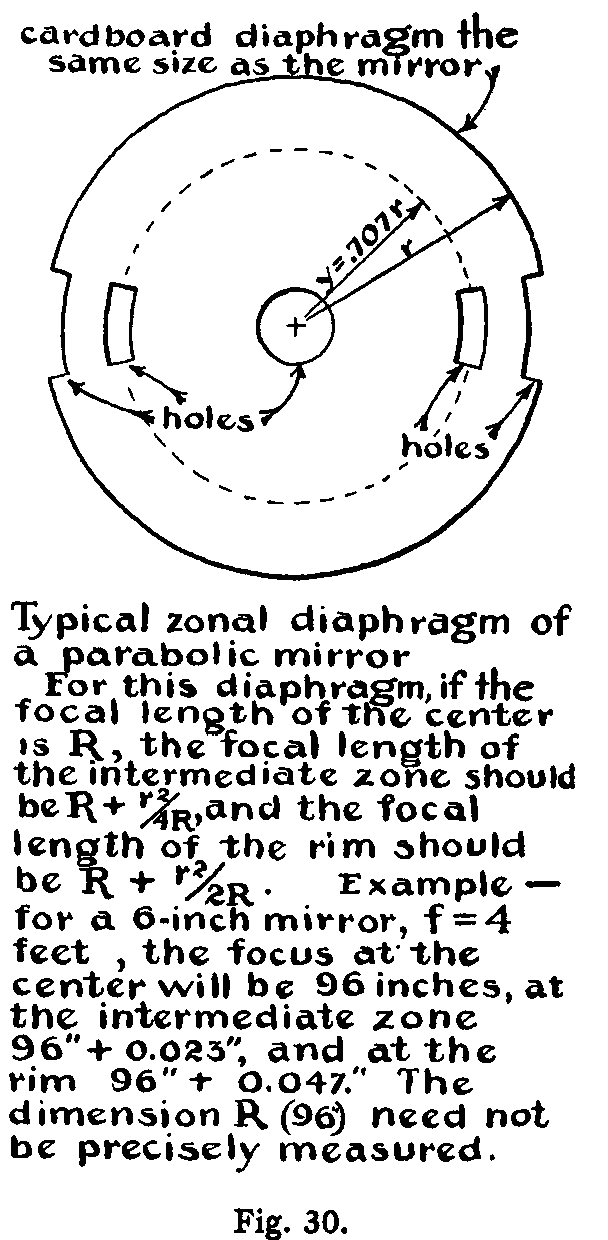 cardboard diaphragm the
same size as the mirror
y=.707r
r
holes
holes
Typical zonal diaphragm of
a parabolic mirror
For this diaphragm, if the
focal length of the center
is R, the focal length of
the intermediate zone should
be R + r²/4R, and the focal
length of the rim should
be R + r²/2R. Example —
for a 6-inch mirror, f = 4
feet , the focus at the
center will be 96 inches, at
the intermediate zone
96" + 0.023", and at the
rim 96" + 0.047." The
dimension R (96) need not
be precisely measured.
Fig. 30.